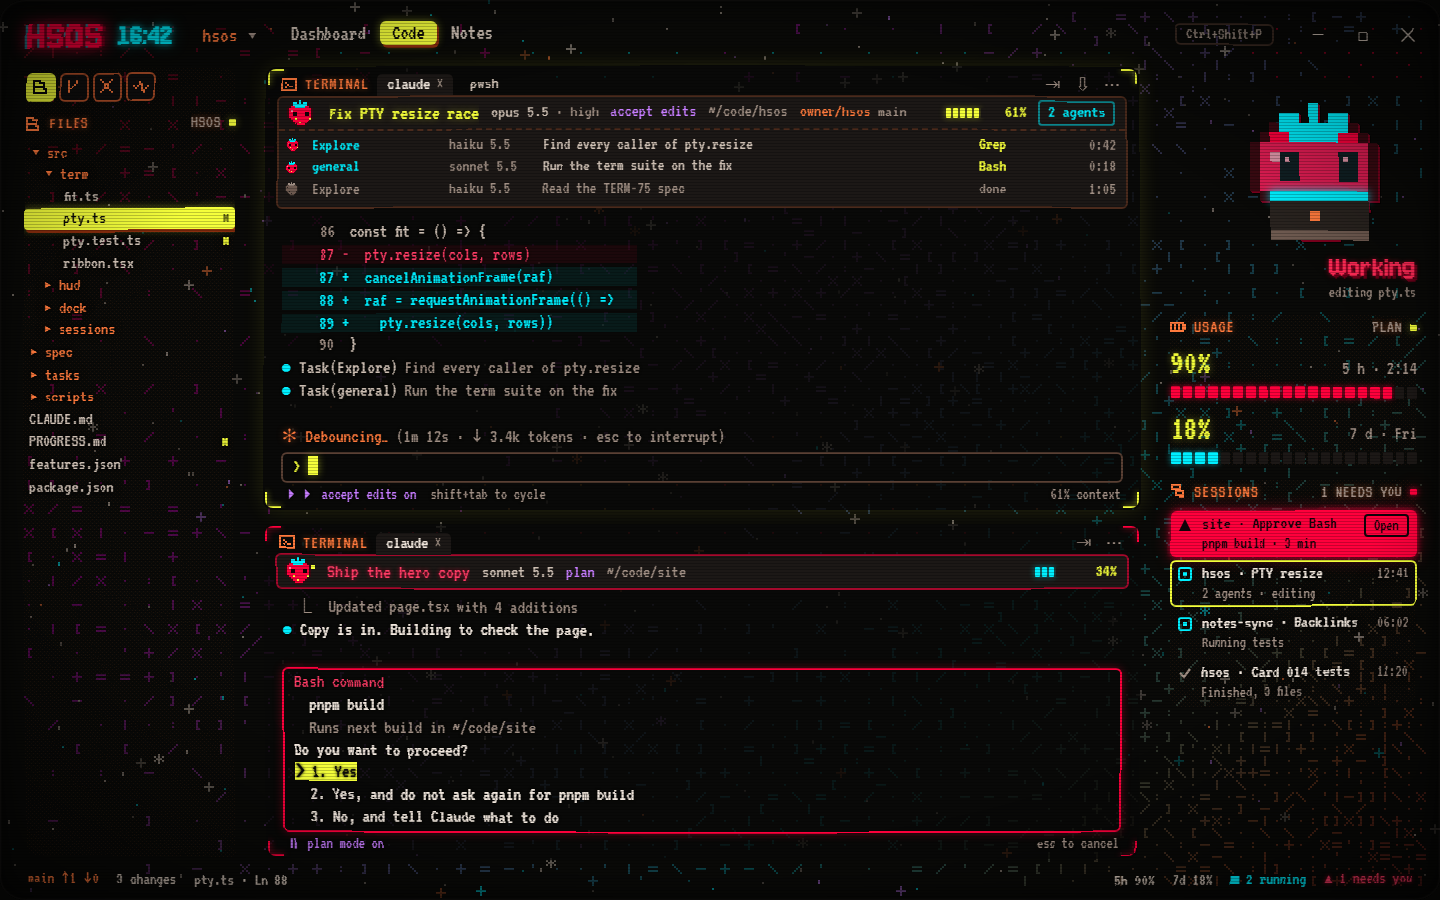 HSOS 16:42 hsos Dashboard Code Notes Ctrl+Shift+P
FILES HSOS
src
term
fit.ts
pty.ts M
pty.test.ts M
ribbon.tsx
hud
dock
sessions
spec
tasks
scripts
CLAUDE.md
PROGRESS.md M
features.json
package.json
TERMINAL claude x pwsh
Fix PTY resize race opus 5.5 · high accept edits ~/code/hsos owner/hsos main 61% 2 agents
Explore haiku 5.5 Find every caller of pty.resize Grep 0:42
general sonnet 5.5 Run the term suite on the fix Bash 0:18
Explore haiku 5.5 Read the TERM-75 spec done 1:05
86 const fit = () => {
87 - pty.resize(cols, rows)
87 + cancelAnimationFrame(raf)
88 + raf = requestAnimationFrame(() =>
89 + pty.resize(cols, rows))
90 }
● Task(Explore) Find every caller of pty.resize
● Task(general) Run the term suite on the fix
Debouncing… (1m 12s · ↓ 3.4k tokens · esc to interrupt)
❯
accept edits on shift+tab to cycle 61% context
TERMINAL claude x
Ship the hero copy sonnet 5.5 plan ~/code/site 34%
Updated page.tsx with 4 additions
● Copy is in. Building to check the page.
Bash command
pnpm build
Runs next build in ~/code/site
Do you want to proceed?
❯ 1. Yes
2. Yes, and do not ask again for pnpm build
3. No, and tell Claude what to do
plan mode on esc to cancel
Working
editing pty.ts
USAGE PLAN
90% 5 h · 2:14
18% 7 d · Fri
SESSIONS 1 NEEDS YOU
site · Approve Bash Open
pnpm build · 3 min
hsos · PTY resize 12:41
2 agents · editing
notes-sync · Backlinks 06:02
Running tests
hsos · Card 014 tests 11:20
Finished, 3 files
main ↑1 ↓0 3 changes pty.ts · Ln 88 5h 90% 7d 18% 2 running 1 needs you